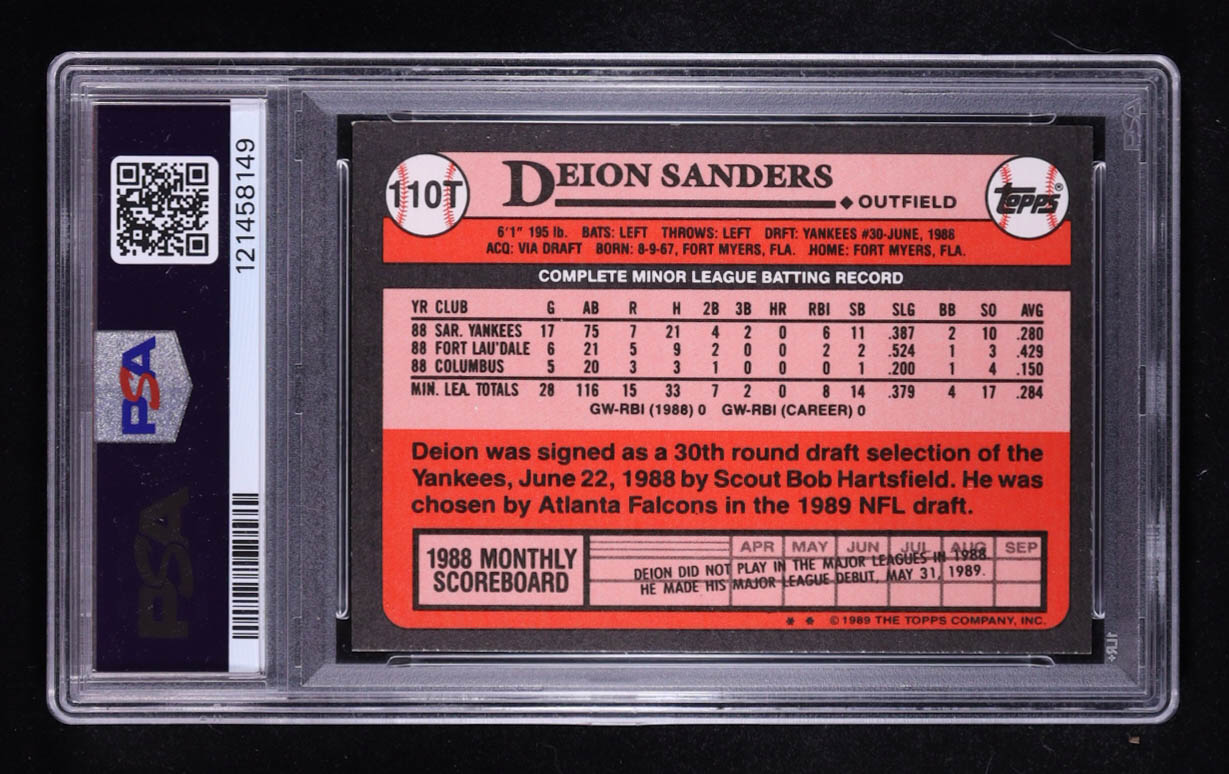 121458149
PSA
PSA
PSA
110T
DEION SANDERS
◆ OUTFIELD
TOPPS®
6'1" 195 lb. BATS: LEFT THROWS: LEFT DRFT: YANKEES #30-JUNE, 1988
ACQ: VIA DRAFT BORN: 8-9-67, FORT MYERS, FLA. HOME: FORT MYERS, FLA.
COMPLETE MINOR LEAGUE BATTING RECORD
YR CLUB G AB R H 2B 3B HR RBI SB SLG BB SO AVG
88 SAR. YANKEES 17 75 7 21 4 2 0 6 11 .387 2 10 .280
88 FORT LAU'DALE 6 21 5 9 2 0 0 2 2 .524 1 3 .429
88 COLUMBUS 5 20 3 3 1 0 0 0 1 .200 1 4 .150
MIN. LEA. TOTALS 28 116 15 33 7 2 0 8 14 .379 4 17 .284
GW-RBI (1988) 0 GW-RBI (CAREER) 0
Deion was signed as a 30th round draft selection of the
Yankees, June 22, 1988 by Scout Bob Hartsfield. He was
chosen by Atlanta Falcons in the 1989 NFL draft.
1988 MONTHLY
SCOREBOARD
APR MAY JUN JUL AUG SEP
DEION DID NOT PLAY IN THE MAJOR LEAGUES IN 1988.
HE MADE HIS MAJOR LEAGUE DEBUT, MAY 31, 1989.
* * ©1989 THE TOPPS COMPANY, INC.